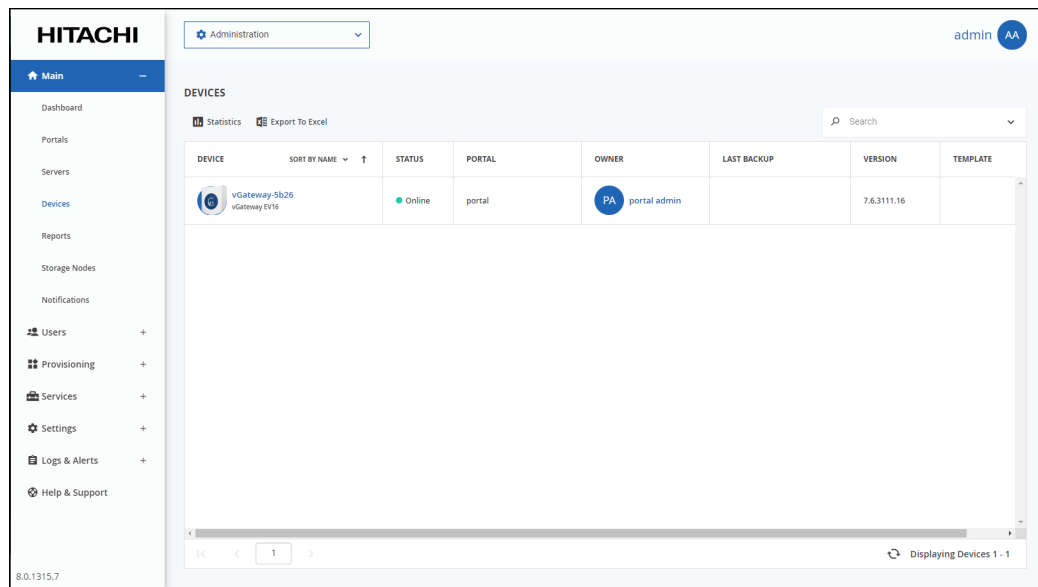 HITACHI
Administration
admin AA
Main
Dashboard
Portals
Servers
Devices
Reports
Storage Nodes
Notifications
Users
Provisioning
Services
Settings
Logs & Alerts
Help & Support
8.0.1315.7
DEVICES
Statistics Export To Excel Search
DEVICE SORT BY NAME STATUS PORTAL OWNER LAST BACKUP VERSION TEMPLATE
vGateway-5b26
vGateway EV16
Online portal PA portal admin 7.6.3111.16
1 Displaying Devices 1 - 1